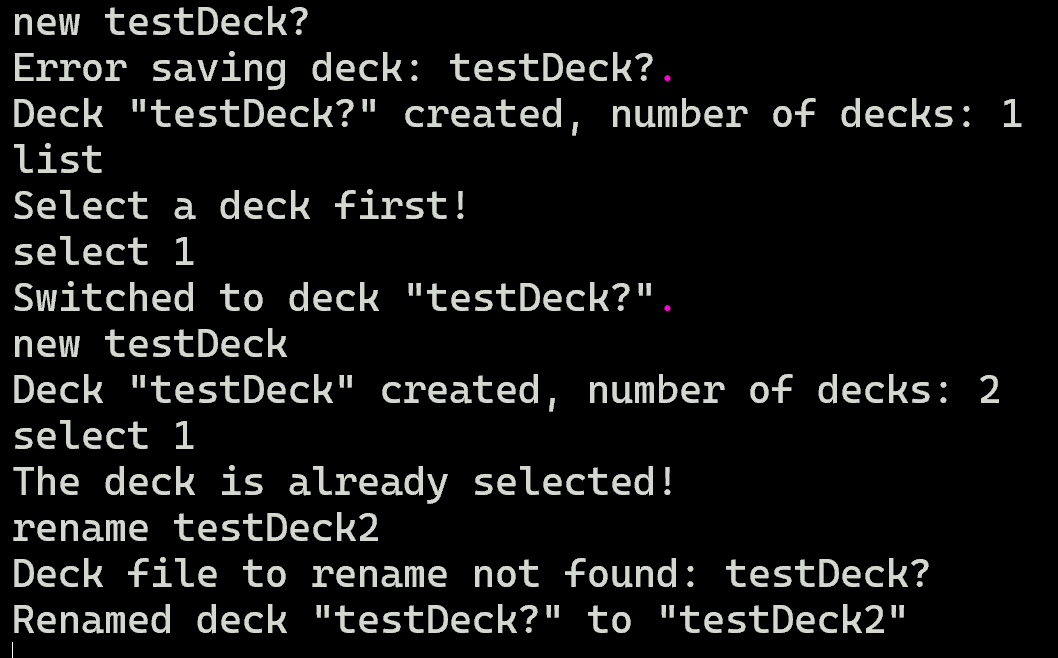 new testDeck?
Error saving deck: testDeck?.
Deck "testDeck?" created, number of decks: 1
list
Select a deck first!
select 1
Switched to deck "testDeck?".
new testDeck
Deck "testDeck" created, number of decks: 2
select 1
The deck is already selected!
rename testDeck2
Deck file to rename not found: testDeck?
Renamed deck "testDeck?" to "testDeck2"